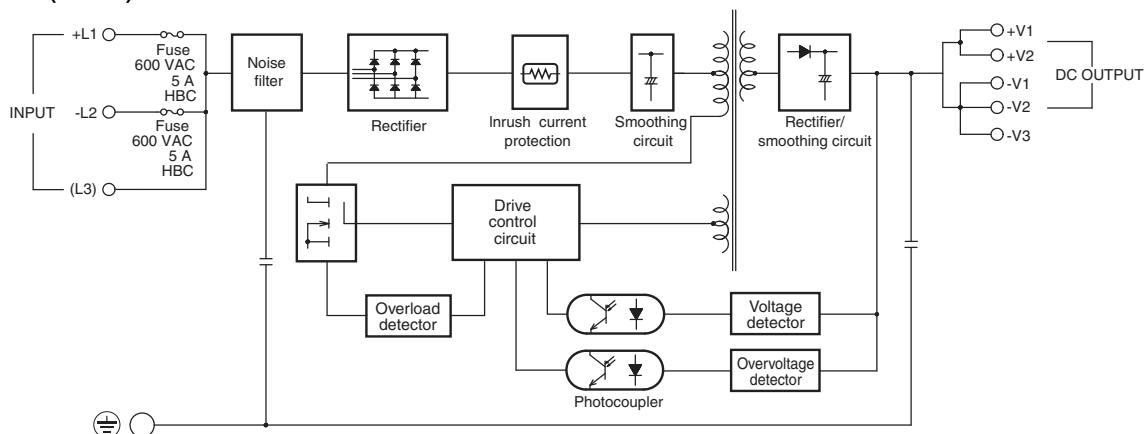 +L1
Fuse
600 VAC
5 A
HBC
INPUT
-L2
Fuse
600 VAC
5 A
HBC
(L3)
Noise
filter
Rectifier
Inrush current
protection
Smoothing
circuit
Rectifier/
smoothing circuit
+V1
+V2
-V1
-V2
-V3
DC OUTPUT
Drive
control
circuit
Overload
detector
Voltage
detector
Overvoltage
detector
Photocoupler